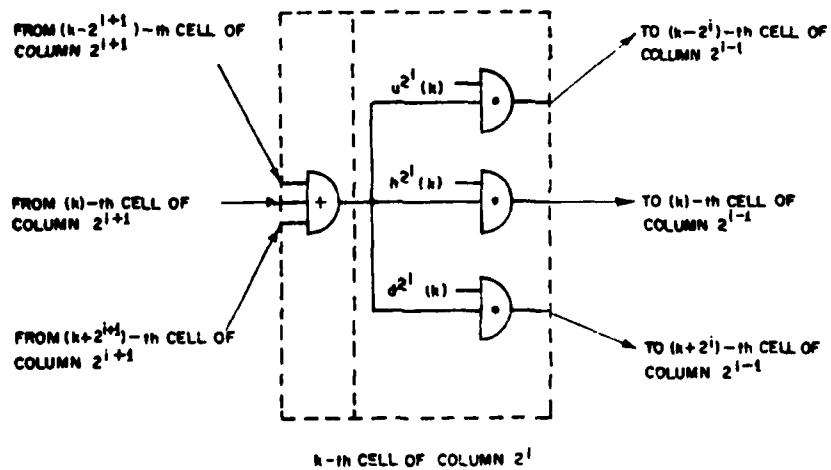 FROM (k-2^{i+1})-th CELL OF
COLUMN 2^{i+1}
FROM (k)-th CELL OF
COLUMN 2^{i+1}
FROM (k+2^{i+1})-th CELL OF
COLUMN 2^{i+1}
+
u^{2^i} (k)
•
h^{2^i} (k)
•
d^{2^i} (k)
•
TO (k-2^i)-th CELL OF
COLUMN 2^{i-1}
TO (k)-th CELL OF
COLUMN 2^{i-1}
TO (k+2^i)-th CELL OF
COLUMN 2^{i-1}
k-th CELL OF COLUMN 2^i